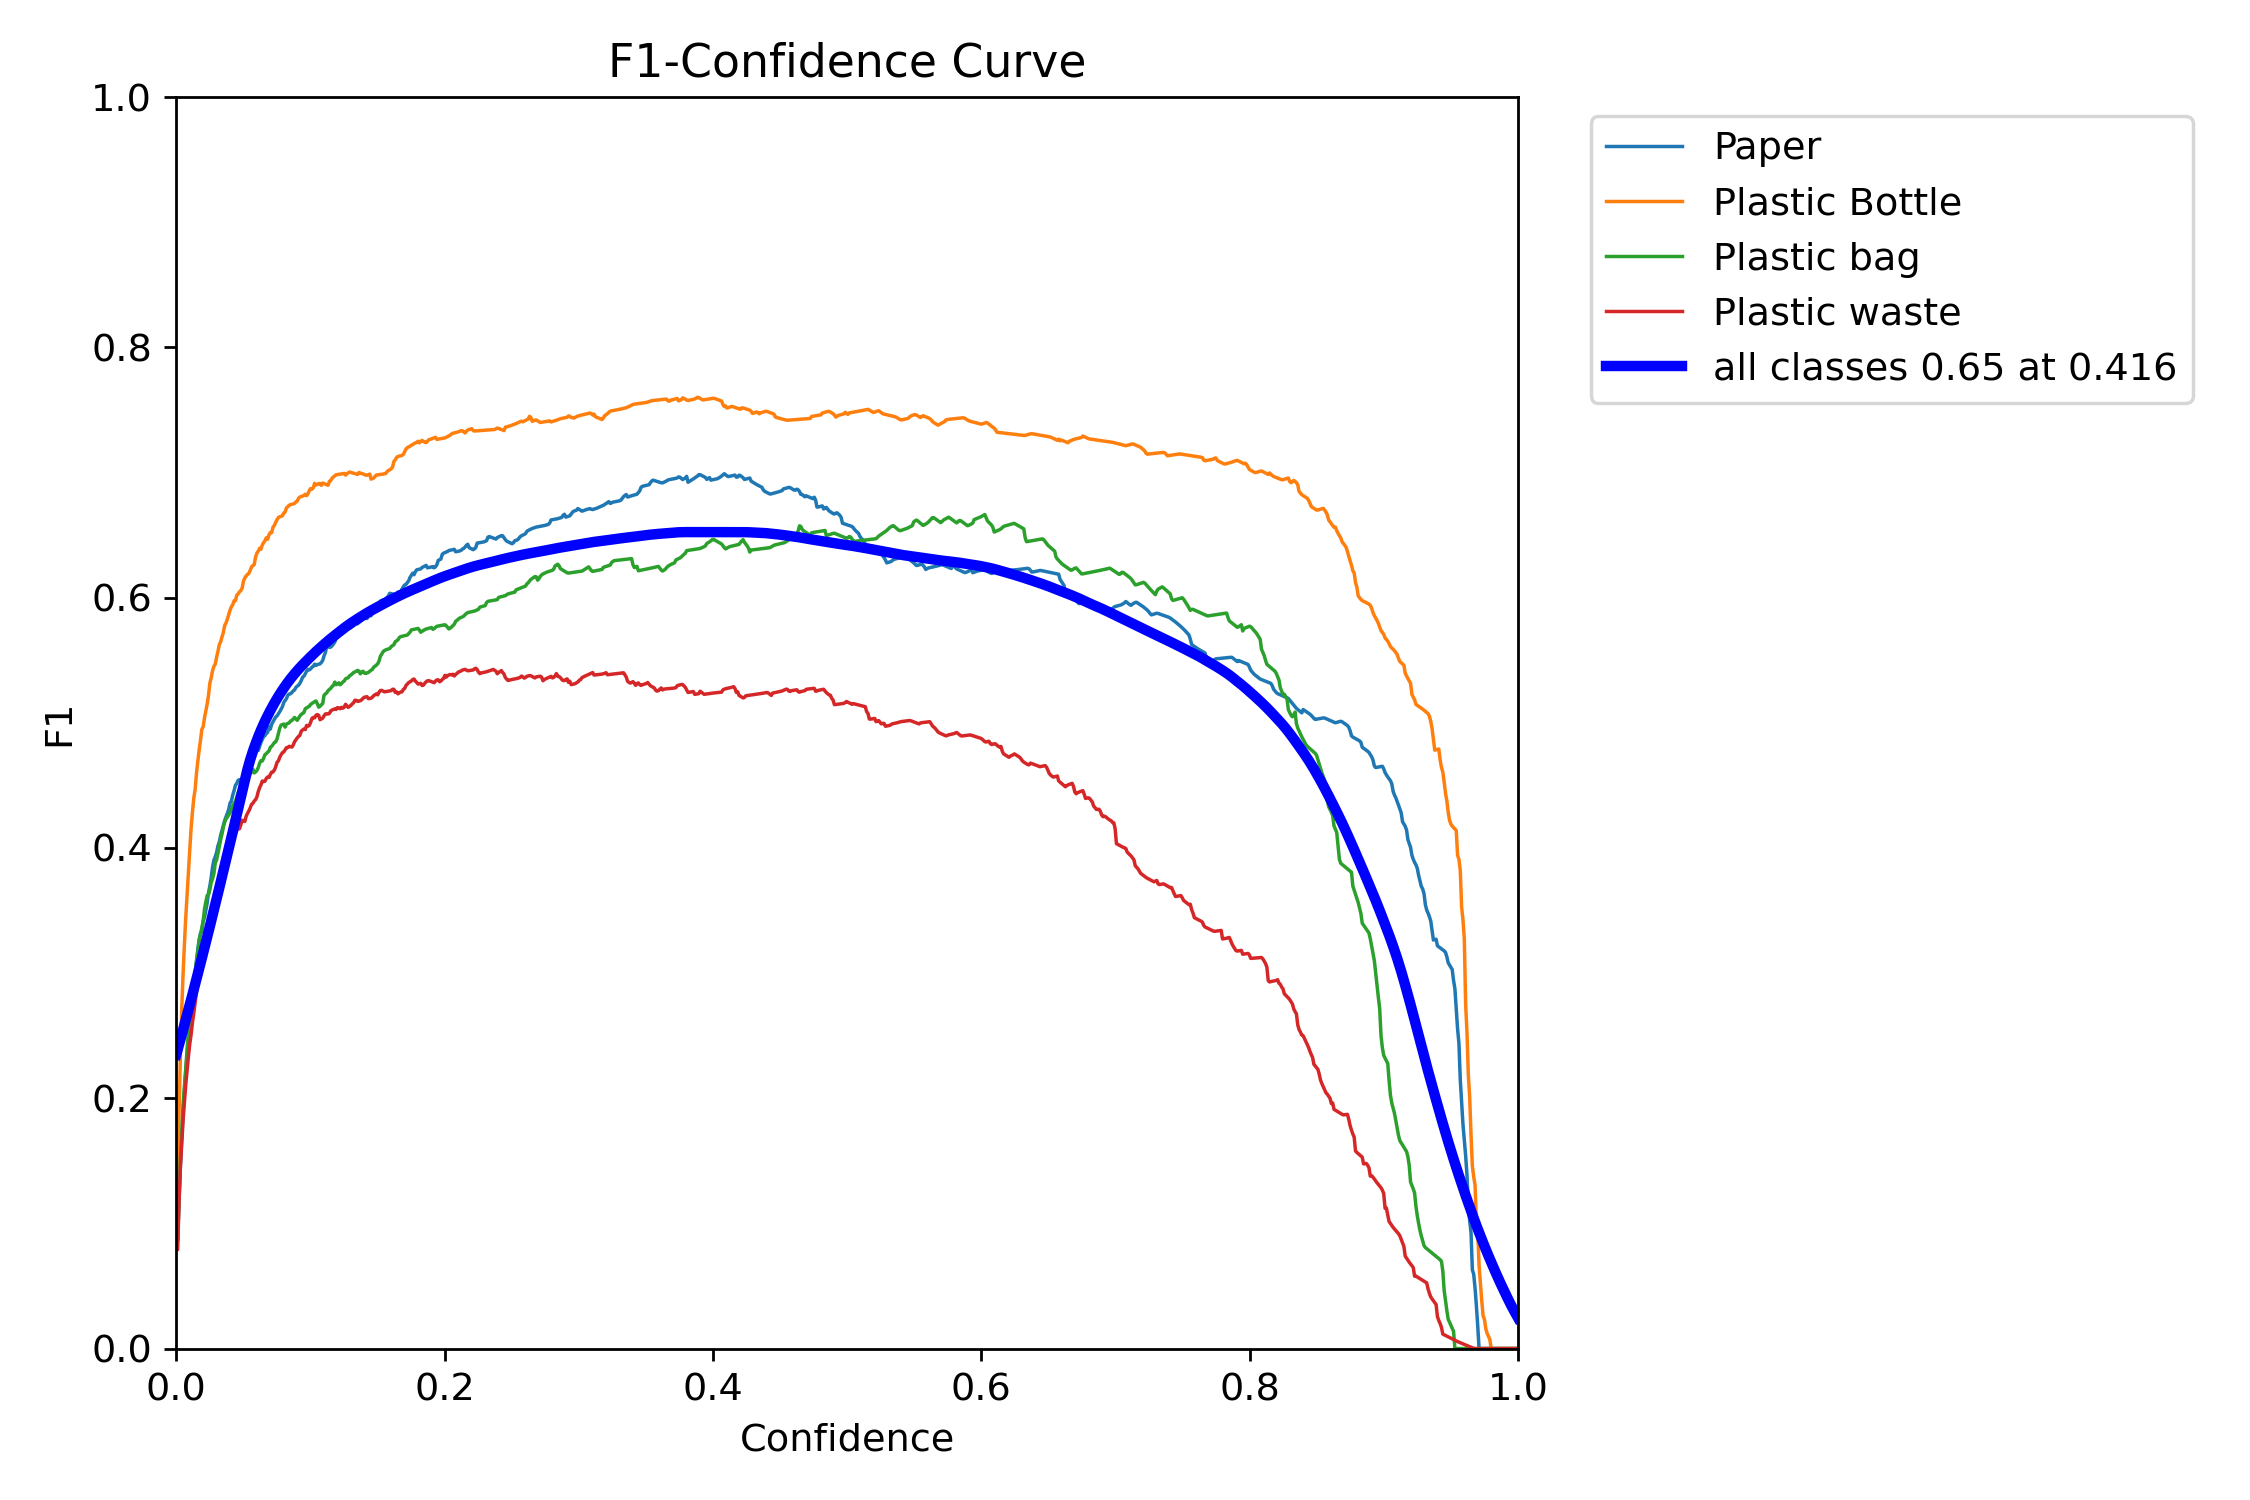 F1-Confidence Curve
1.0
0.8
0.6
0.4
0.2
0.0
F1
0.0 0.2 0.4 0.6 0.8 1.0
Confidence
Paper
Plastic Bottle
Plastic bag
Plastic waste
all classes 0.65 at 0.416